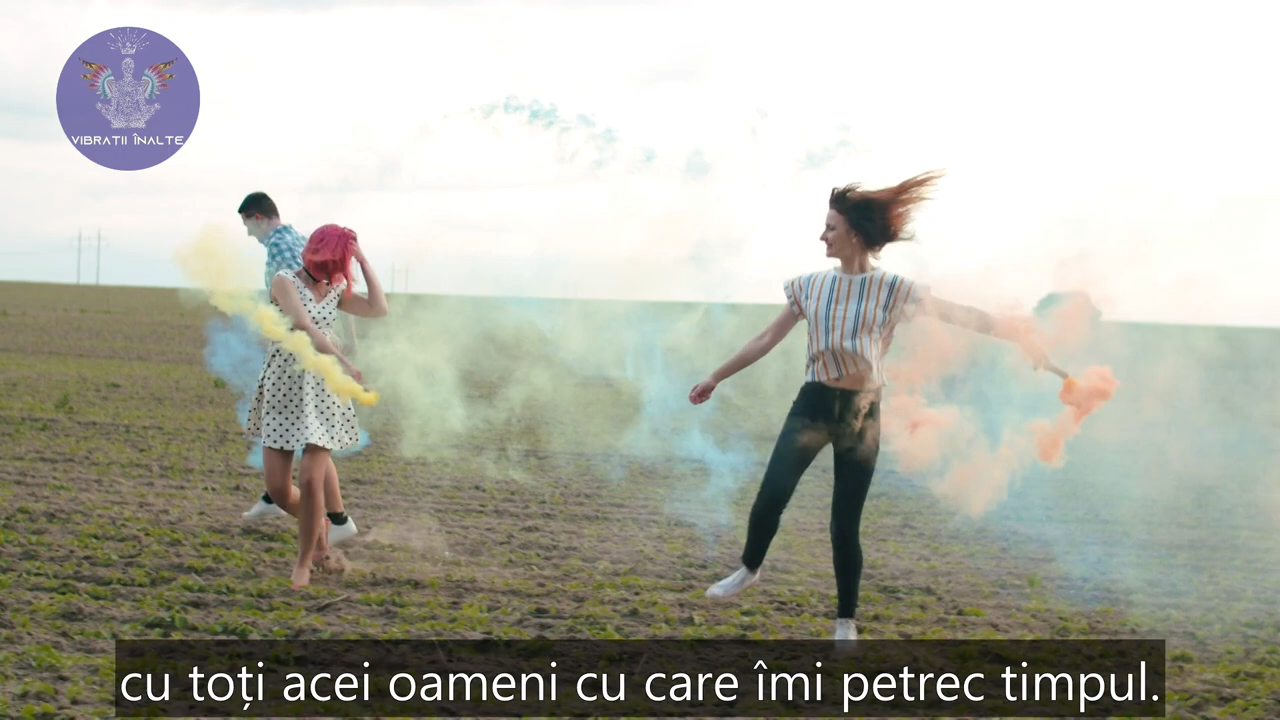 VIBRATII ÎNALTE
cu toți acei oameni cu care îmi petrec timpul.